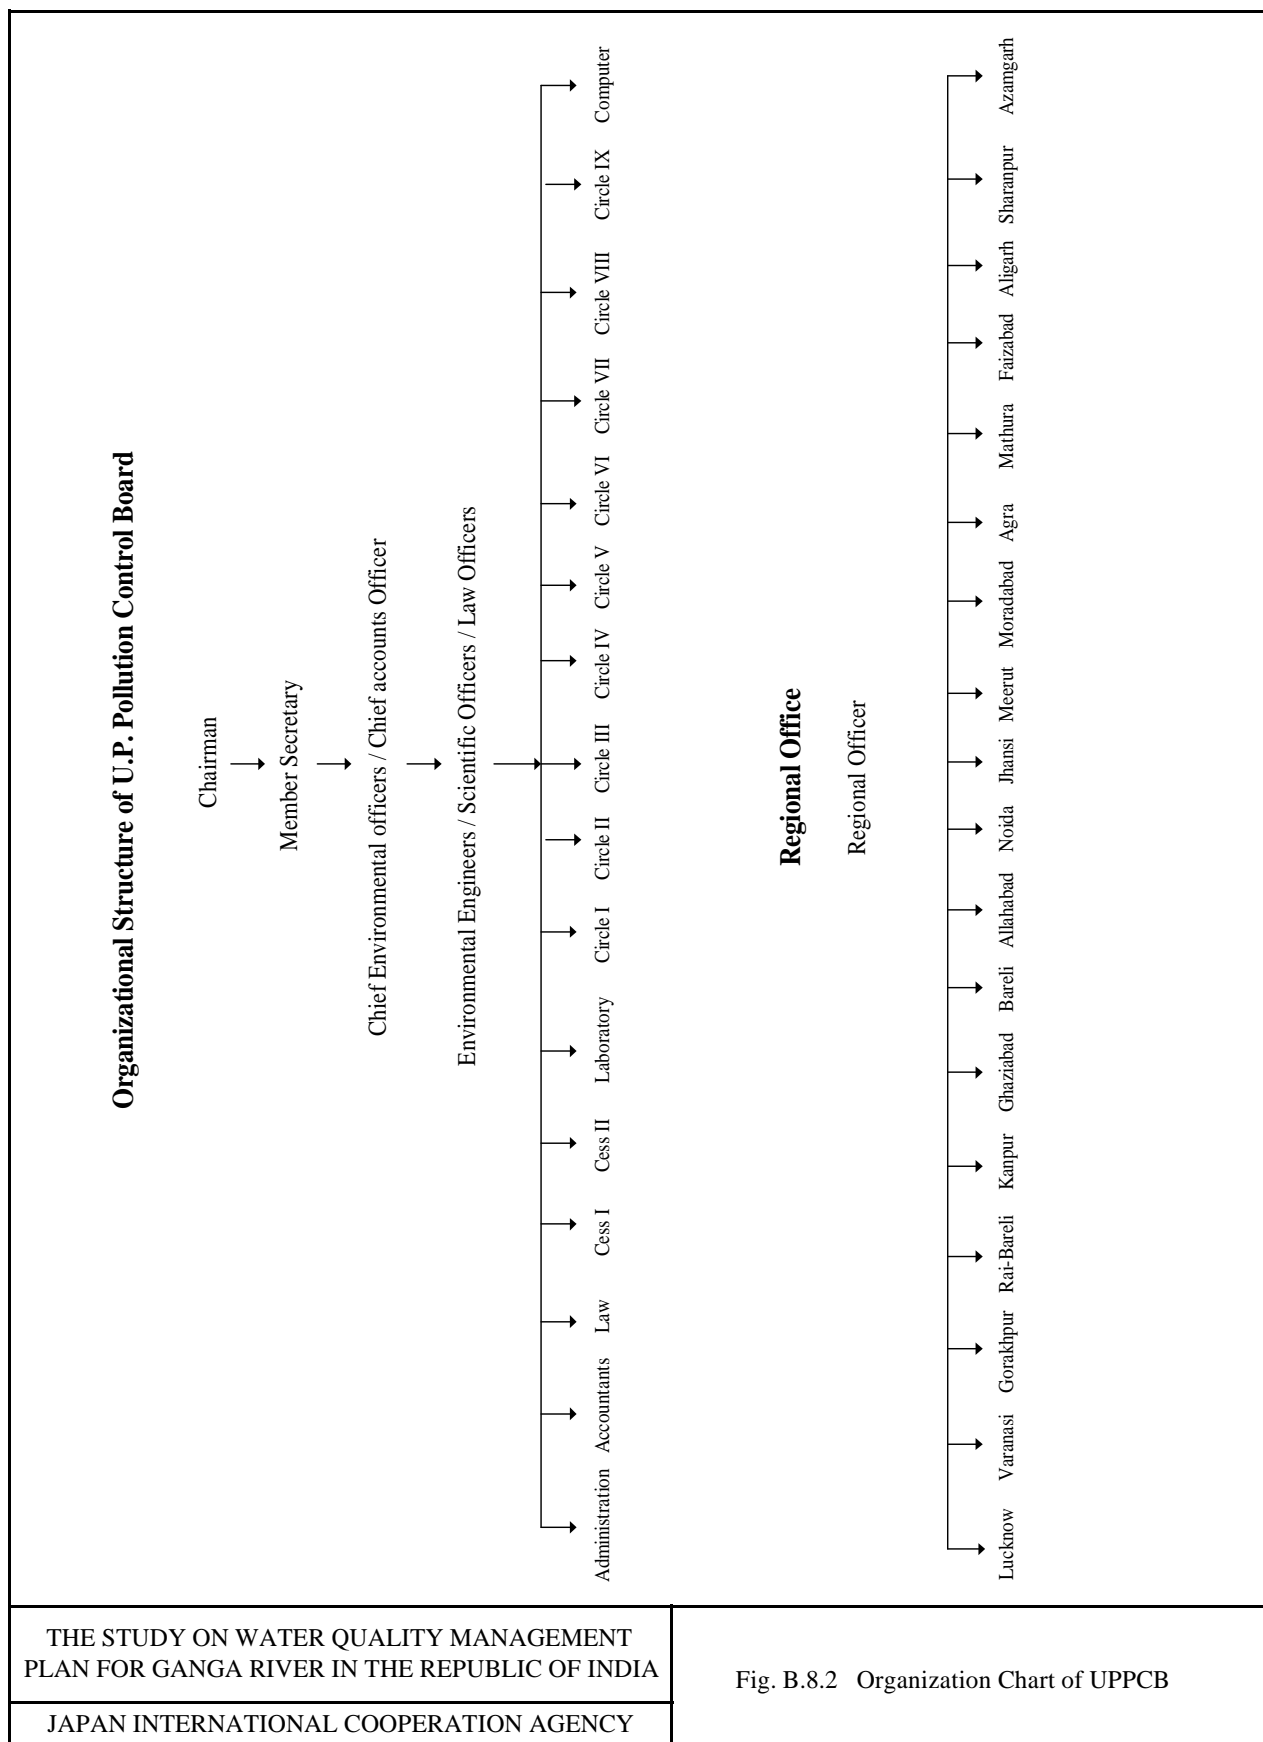 Organizational Structure of U.P. Pollution Control Board
Chairman
Member Secretary
Chief Environmental officers / Chief accounts Officer
Environmental Engineers / Scientific Officers / Law Officers
Administration Accountants Law Cess I Cess II Laboratory Circle I Circle II Circle III Circle IV Circle V Circle VI Circle VII Circle VIII Circle IX Computer
Regional Office
Regional Officer
Lucknow Varanasi Gorakhpur Rai-Bareli Kanpur Ghaziabad Bareli Allahabad Noida Jhansi Meerut Moradabad Agra Mathura Faizabad Aligarh Sharanpur Azamgarh
THE STUDY ON WATER QUALITY MANAGEMENT
PLAN FOR GANGA RIVER IN THE REPUBLIC OF INDIA
JAPAN INTERNATIONAL COOPERATION AGENCY
Fig. B.8.2 Organization Chart of UPPCB